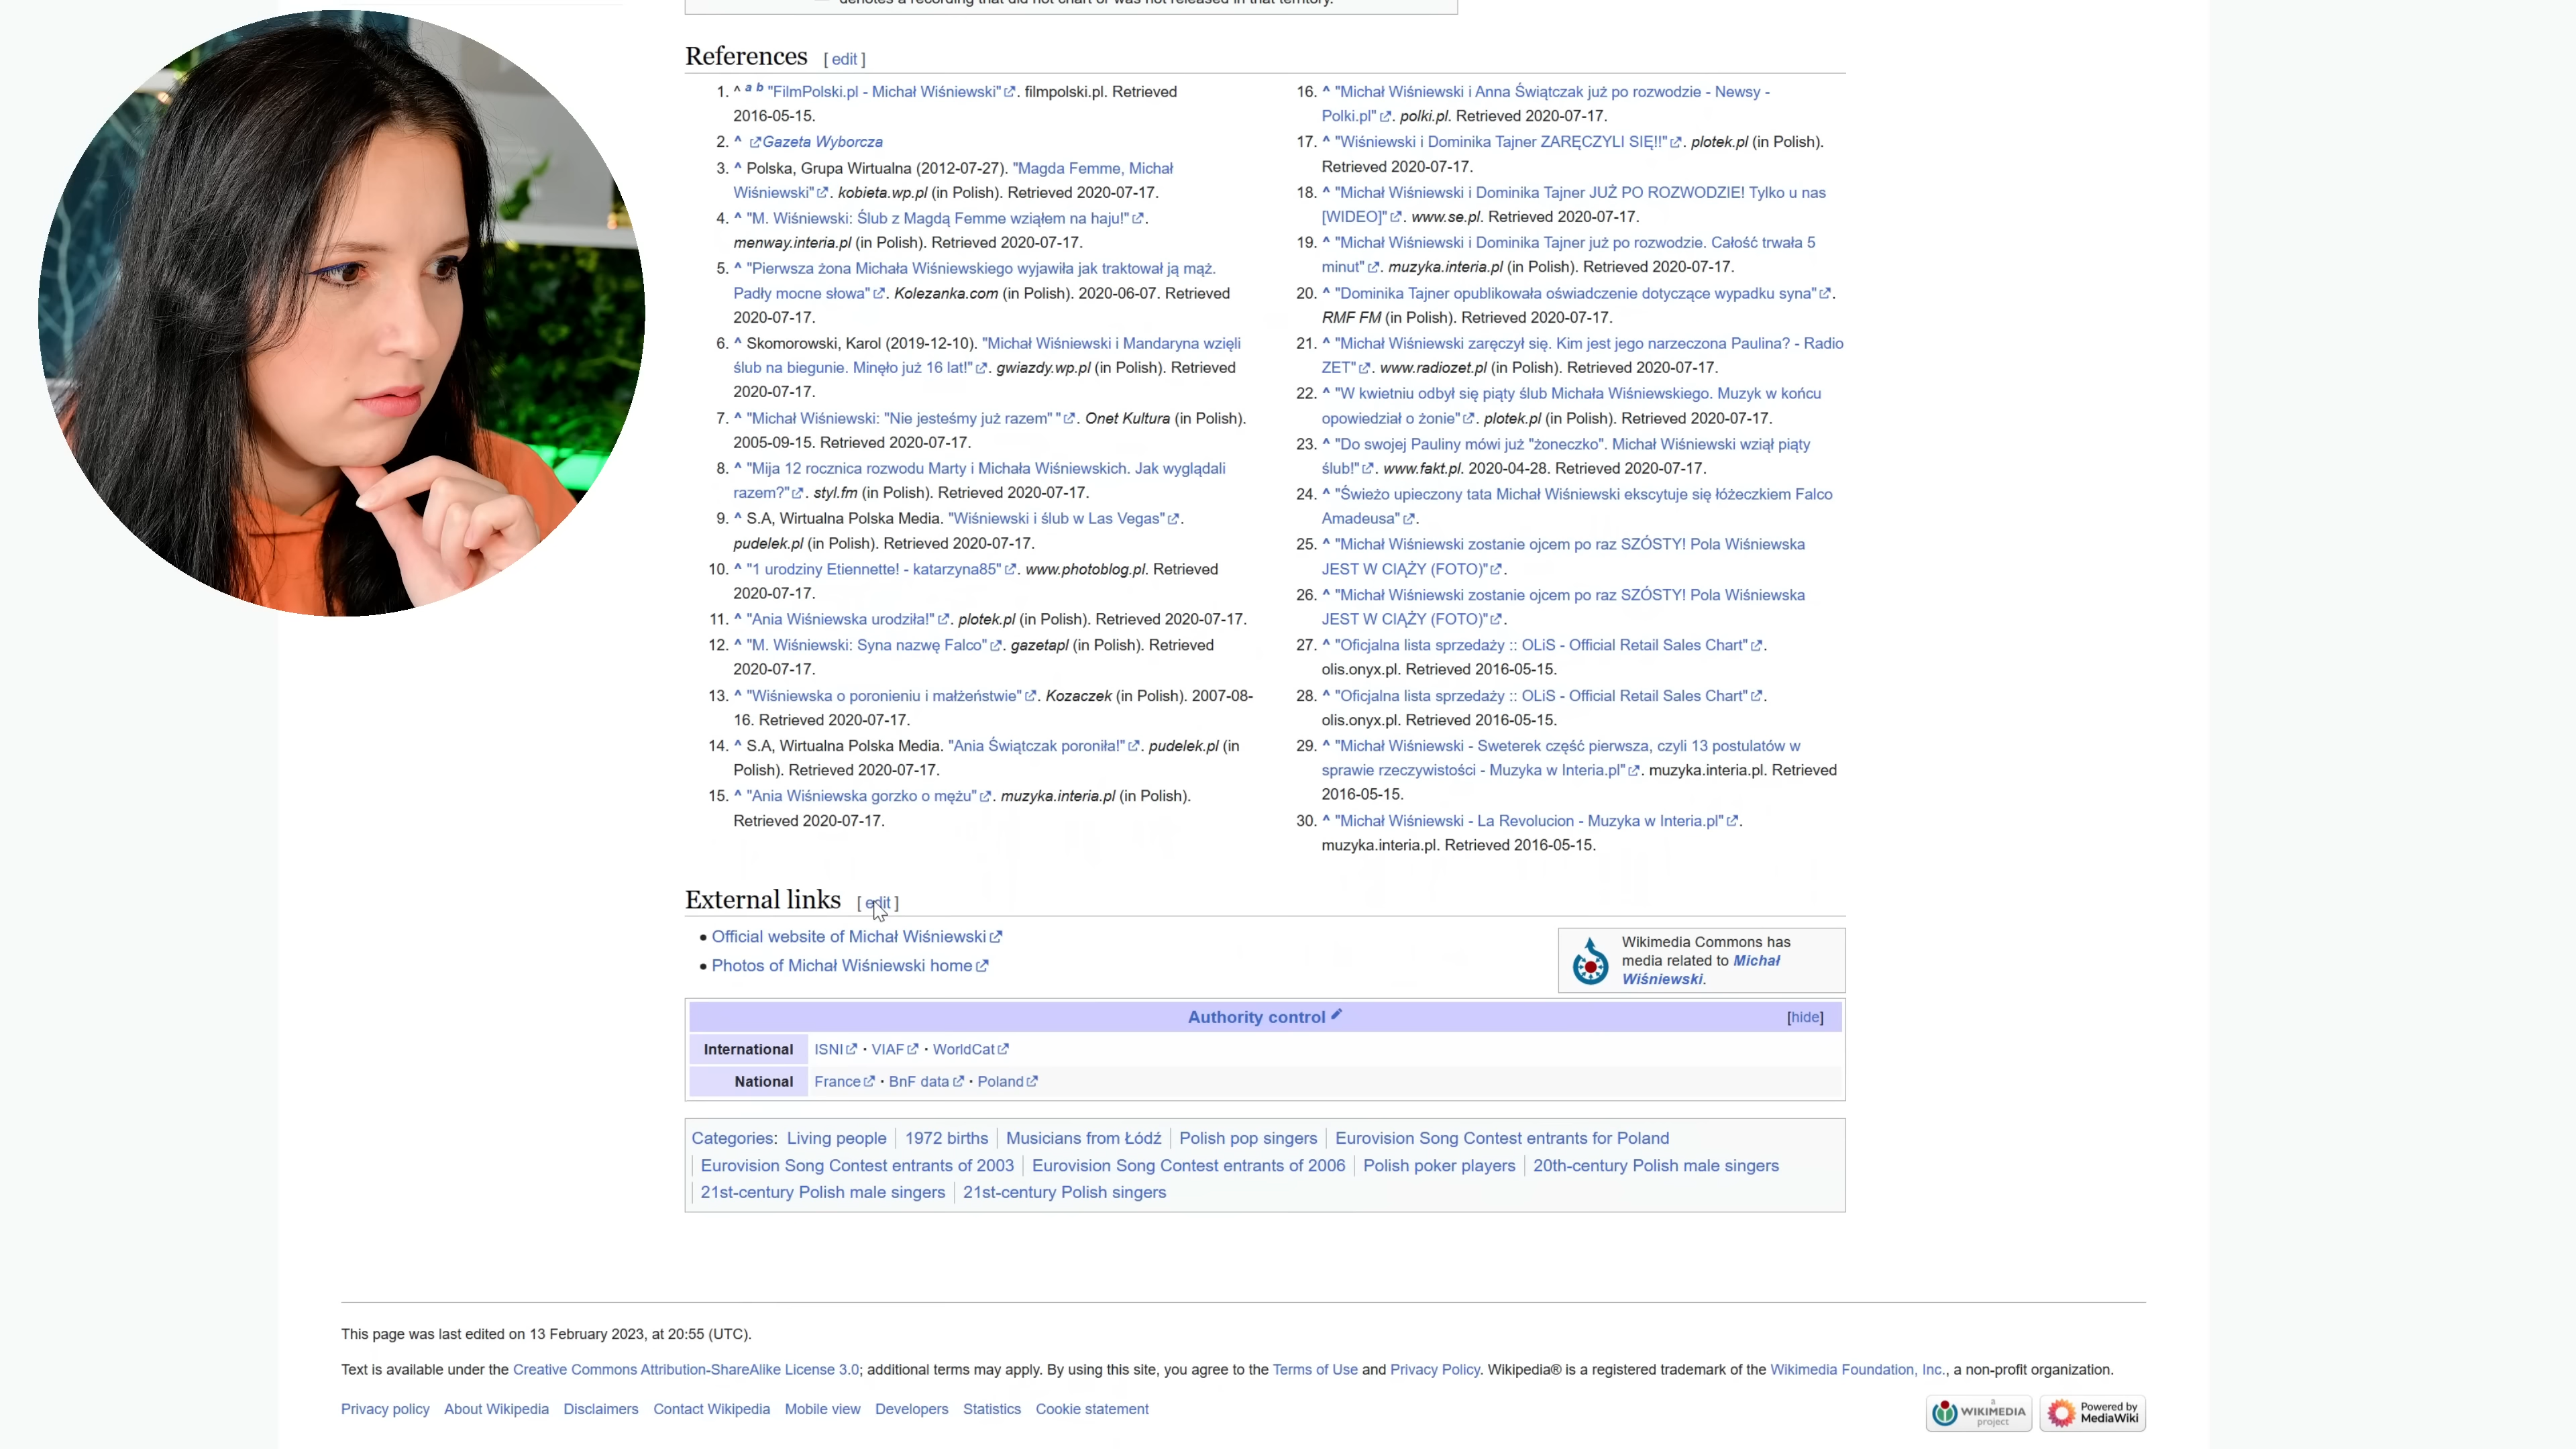 denotes a recording that did not chart or was not released in that territory.
References [ edit ]
1. ^ a b "FilmPolski.pl - Michał Wiśniewski". filmpolski.pl. Retrieved
2016-05-15.
2. ^ Gazeta Wyborcza
3. ^ Polska, Grupa Wirtualna (2012-07-27). "Magda Femme, Michał
Wiśniewski". kobieta.wp.pl (in Polish). Retrieved 2020-07-17.
4. ^ "M. Wiśniewski: Ślub z Magdą Femme wziąłem na haju!".
menway.interia.pl (in Polish). Retrieved 2020-07-17.
5. ^ "Pierwsza żona Michała Wiśniewskiego wyjawiła jak traktował ją mąż.
Padły mocne słowa". Kolezanka.com (in Polish). 2020-06-07. Retrieved
2020-07-17.
6. ^ Skomorowski, Karol (2019-12-10). "Michał Wiśniewski i Mandaryna wzięli
ślub na biegunie. Minęło już 16 lat!". gwiazdy.wp.pl (in Polish). Retrieved
2020-07-17.
7. ^ "Michał Wiśniewski: "Nie jesteśmy już razem" ". Onet Kultura (in Polish).
2005-09-15. Retrieved 2020-07-17.
8. ^ "Mija 12 rocznica rozwodu Marty i Michała Wiśniewskich. Jak wyglądali
razem?". styl.fm (in Polish). Retrieved 2020-07-17.
9. ^ S.A, Wirtualna Polska Media. "Wiśniewski i ślub w Las Vegas".
pudelek.pl (in Polish). Retrieved 2020-07-17.
10. ^ "1 urodziny Etiennette! - katarzyna85". www.photoblog.pl. Retrieved
2020-07-17.
11. ^ "Ania Wiśniewska urodziła!". plotek.pl (in Polish). Retrieved 2020-07-17.
12. ^ "M. Wiśniewski: Syna nazwę Falco". gazetapl (in Polish). Retrieved
2020-07-17.
13. ^ "Wiśniewska o poronieniu i małżeństwie". Kozaczek (in Polish). 2007-08-
16. Retrieved 2020-07-17.
14. ^ S.A, Wirtualna Polska Media. "Ania Świątczak poroniła!". pudelek.pl (in
Polish). Retrieved 2020-07-17.
15. ^ "Ania Wiśniewska gorzko o mężu". muzyka.interia.pl (in Polish).
Retrieved 2020-07-17.
16. ^ "Michał Wiśniewski i Anna Świątczak już po rozwodzie - Newsy -
Polki.pl". polki.pl. Retrieved 2020-07-17.
17. ^ "Wiśniewski i Dominika Tajner ZARĘCZYLI SIĘ!!". plotek.pl (in Polish).
Retrieved 2020-07-17.
18. ^ "Michał Wiśniewski i Dominika Tajner JUŻ PO ROZWODZIE! Tylko u nas
[WIDEO]". www.se.pl. Retrieved 2020-07-17.
19. ^ "Michał Wiśniewski i Dominika Tajner już po rozwodzie. Całość trwała 5
minut". muzyka.interia.pl (in Polish). Retrieved 2020-07-17.
20. ^ "Dominika Tajner opublikowała oświadczenie dotyczące wypadku syna".
RMF FM (in Polish). Retrieved 2020-07-17.
21. ^ "Michał Wiśniewski zaręczył się. Kim jest jego narzeczona Paulina? - Radio
ZET". www.radiozet.pl (in Polish). Retrieved 2020-07-17.
22. ^ "W kwietniu odbył się piąty ślub Michała Wiśniewskiego. Muzyk w końcu
opowiedział o żonie". plotek.pl (in Polish). Retrieved 2020-07-17.
23. ^ "Do swojej Pauliny mówi już "żoneczko". Michał Wiśniewski wziął piąty
ślub!". www.fakt.pl. 2020-04-28. Retrieved 2020-07-17.
24. ^ "Świeżo upieczony tata Michał Wiśniewski ekscytuje się łóżeczkiem Falco
Amadeusa".
25. ^ "Michał Wiśniewski zostanie ojcem po raz SZÓSTY! Pola Wiśniewska
JEST W CIĄŻY (FOTO)".
26. ^ "Michał Wiśniewski zostanie ojcem po raz SZÓSTY! Pola Wiśniewska
JEST W CIĄŻY (FOTO)".
27. ^ "Oficjalna lista sprzedaży :: OLiS - Official Retail Sales Chart".
olis.onyx.pl. Retrieved 2016-05-15.
28. ^ "Oficjalna lista sprzedaży :: OLiS - Official Retail Sales Chart".
olis.onyx.pl. Retrieved 2016-05-15.
29. ^ "Michał Wiśniewski - Sweterek część pierwsza, czyli 13 postulatów w
sprawie rzeczywistości - Muzyka w Interia.pl". muzyka.interia.pl. Retrieved
2016-05-15.
30. ^ "Michał Wiśniewski - La Revolucion - Muzyka w Interia.pl".
muzyka.interia.pl. Retrieved 2016-05-15.
External links [ edit ]
• Official website of Michał Wiśniewski
• Photos of Michał Wiśniewski home
Wikimedia Commons has
media related to Michał
Wiśniewski.
Authority control [hide]
International ISNI · VIAF · WorldCat
National France · BnF data · Poland
Categories: Living people | 1972 births | Musicians from Łódź | Polish pop singers | Eurovision Song Contest entrants for Poland
| Eurovision Song Contest entrants of 2003 | Eurovision Song Contest entrants of 2006 | Polish poker players | 20th-century Polish male singers
| 21st-century Polish male singers | 21st-century Polish singers
This page was last edited on 13 February 2023, at 20:55 (UTC).
Text is available under the Creative Commons Attribution-ShareAlike License 3.0; additional terms may apply. By using this site, you agree to the Terms of Use and Privacy Policy. Wikipedia® is a registered trademark of the Wikimedia Foundation, Inc., a non-profit organization.
Privacy policy About Wikipedia Disclaimers Contact Wikipedia Mobile view Developers Statistics Cookie statement
a
WIKIMEDIA
project
Powered by
MediaWiki